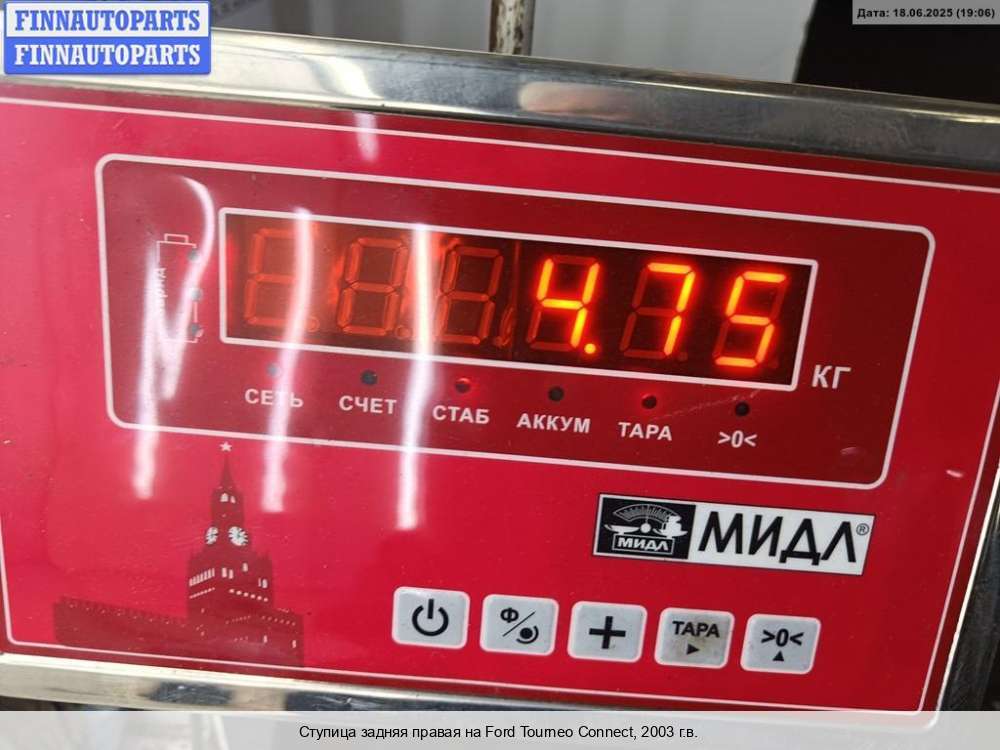 FINNAUTOPARTS
FINNAUTOPARTS
Дата: 18.06.2025 (19:06)
4.75
КГ
СЕТЬ СЧЕТ СТАБ АККУМ ТАРА >0<
МИДЛ МИДЛ®
Ф ТАРА >0<
Ступица задняя правая на Ford Tourneo Connect, 2003 г.в.